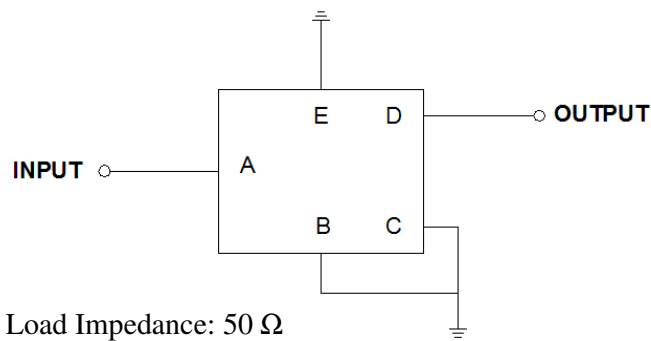 E D
OUTPUT
INPUT
A
B C
Load Impedance: 50 Ω